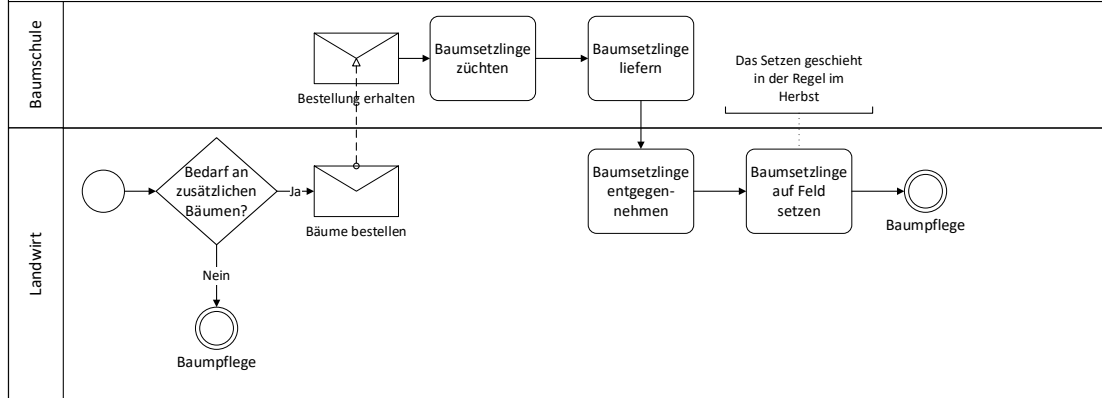 Baumschule
Baumsetzlinge
züchten
Baumsetzlinge
liefern
Das Setzen geschieht
in der Regel im
Herbst
Bestellung erhalten
Landwirt
Bedarf an
zusätzlichen
Bäumen?
Ja
Bäume bestellen
Baumsetzlinge
entgegen-
nehmen
Baumsetzlinge
auf Feld
setzen
Baumpflege
Nein
Baumpflege